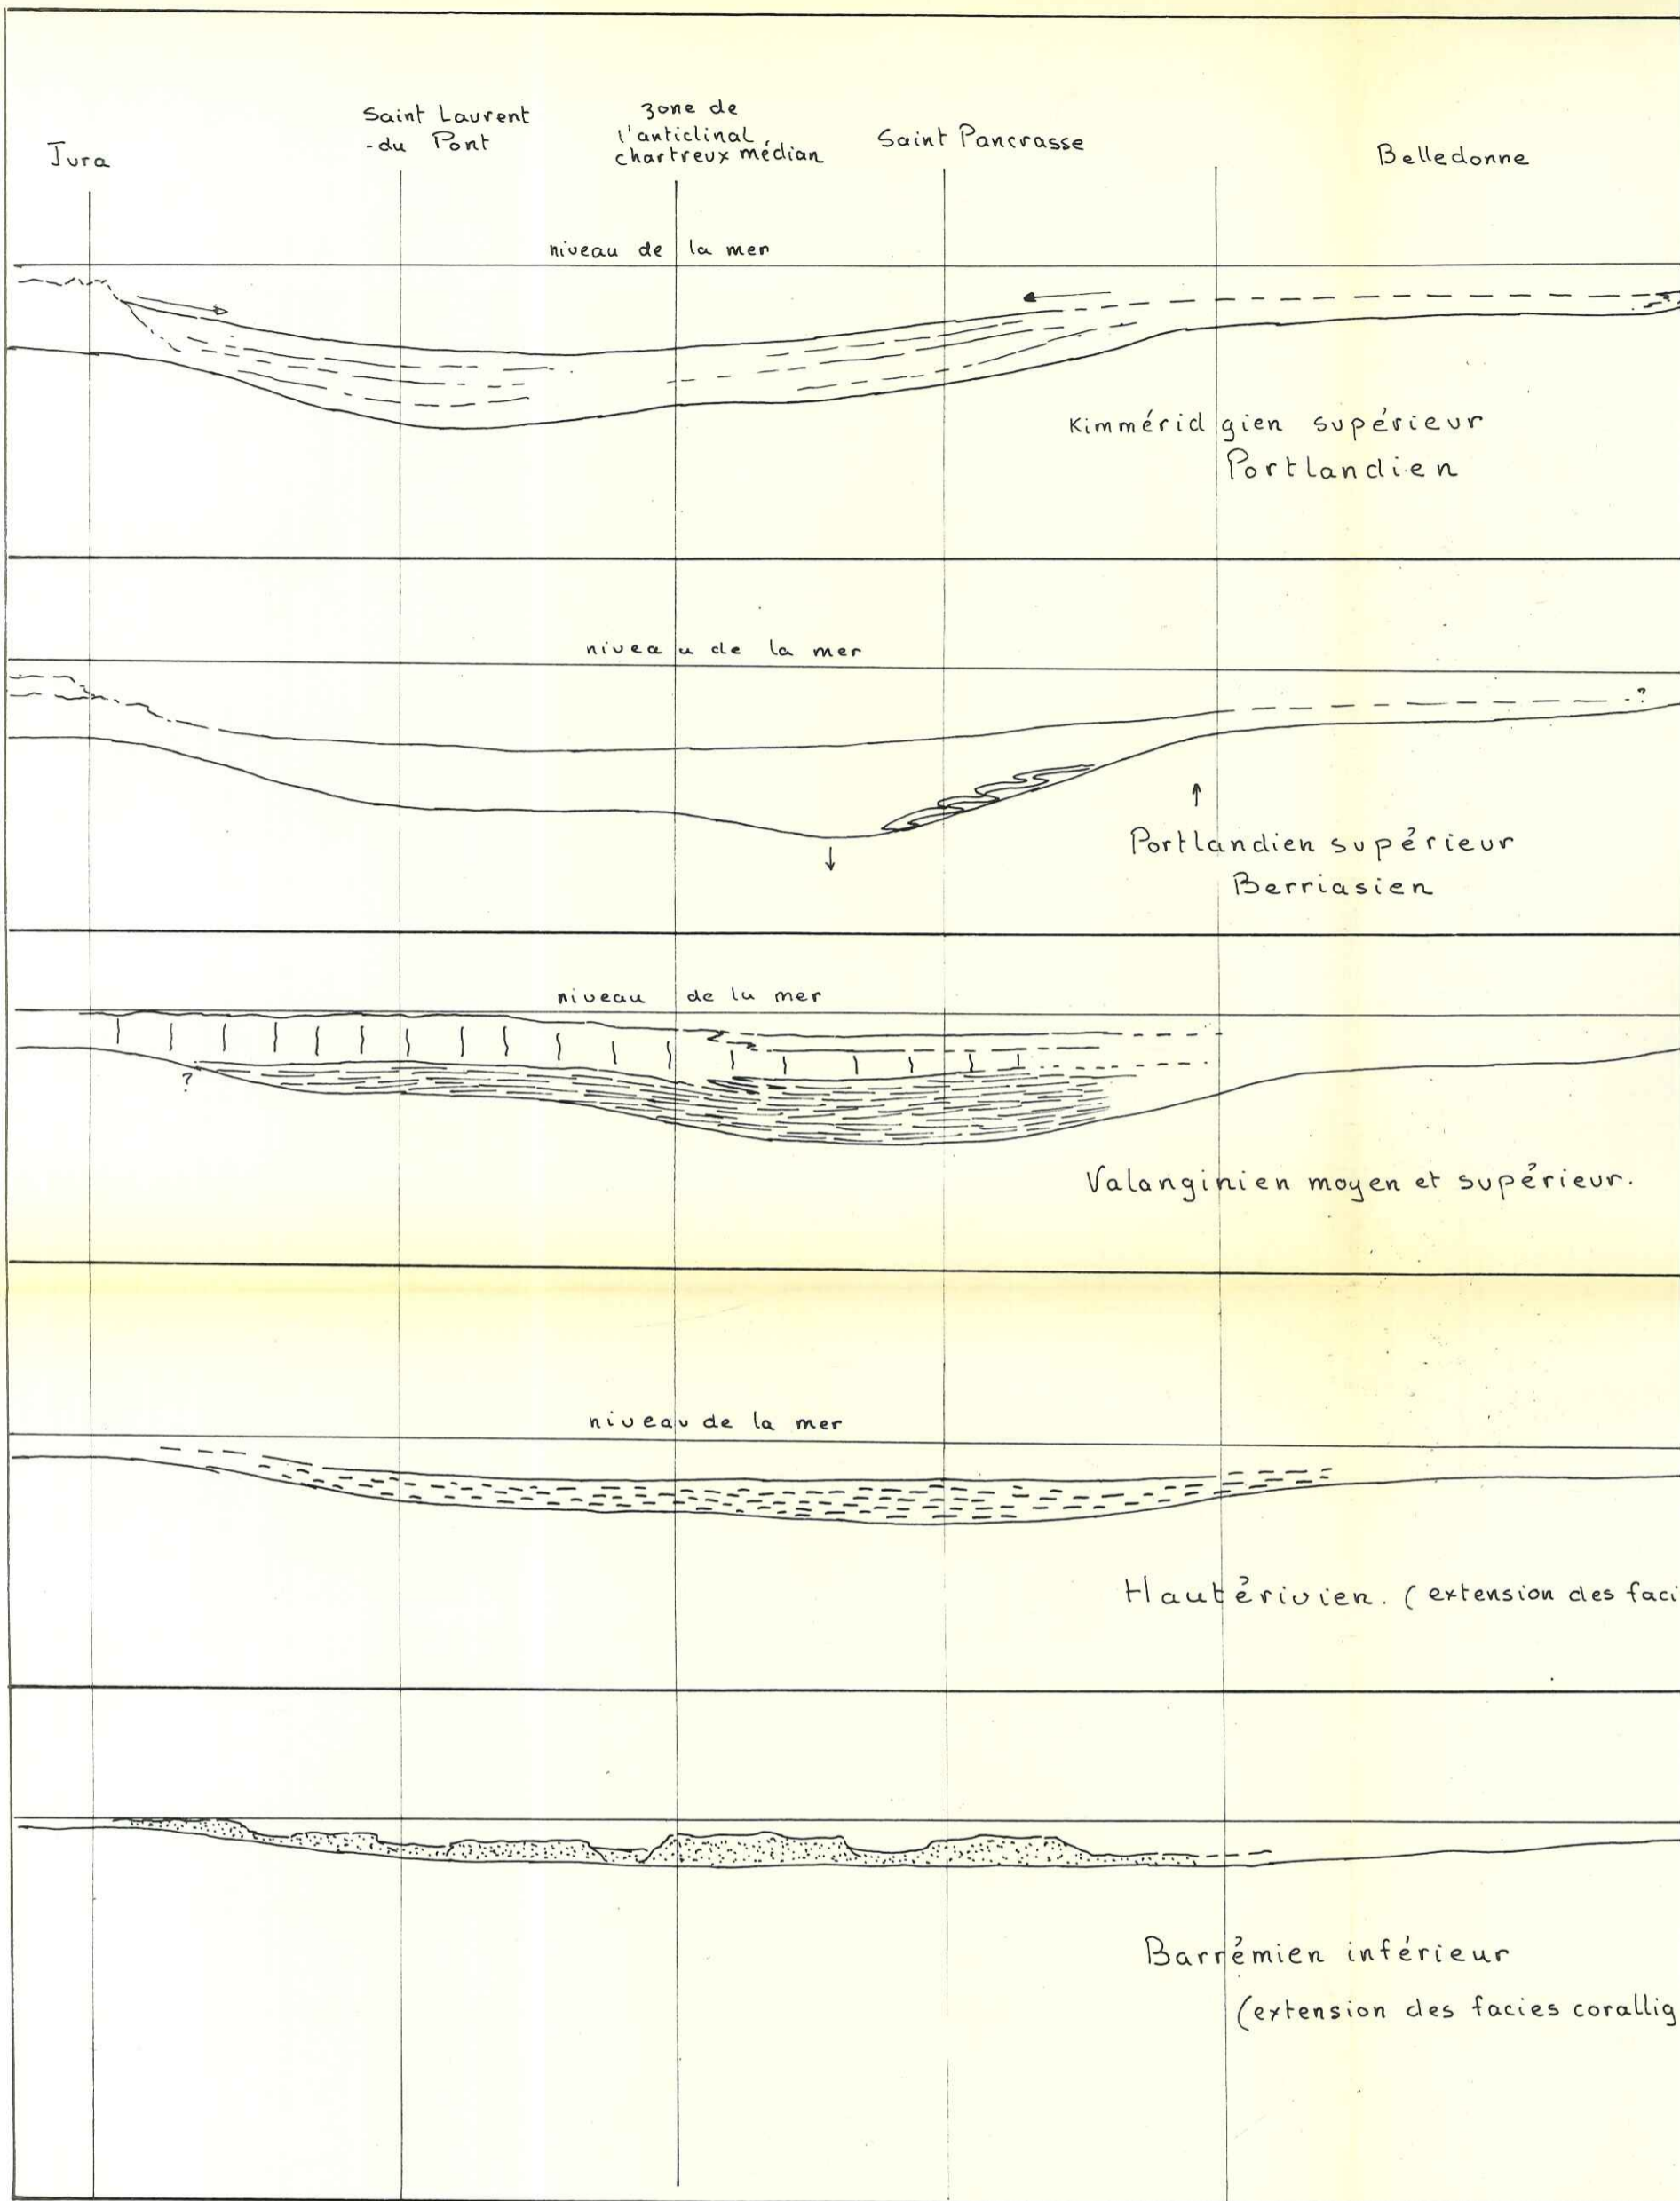 Jura
Saint Laurent
-du Pont
zone de
l'anticlinal
chartreux médian
Saint Pancrasse
Belledonne
niveau de la mer
Kimméridgien supérieur
Portlandien
niveau de la mer
?
Portlandien supérieur
Berriasien
niveau de la mer
?
Valanginien moyen et supérieur.
niveau de la mer
Hautérivien. (extension des faci
Barrémien inférieur
(extension des facies corallig